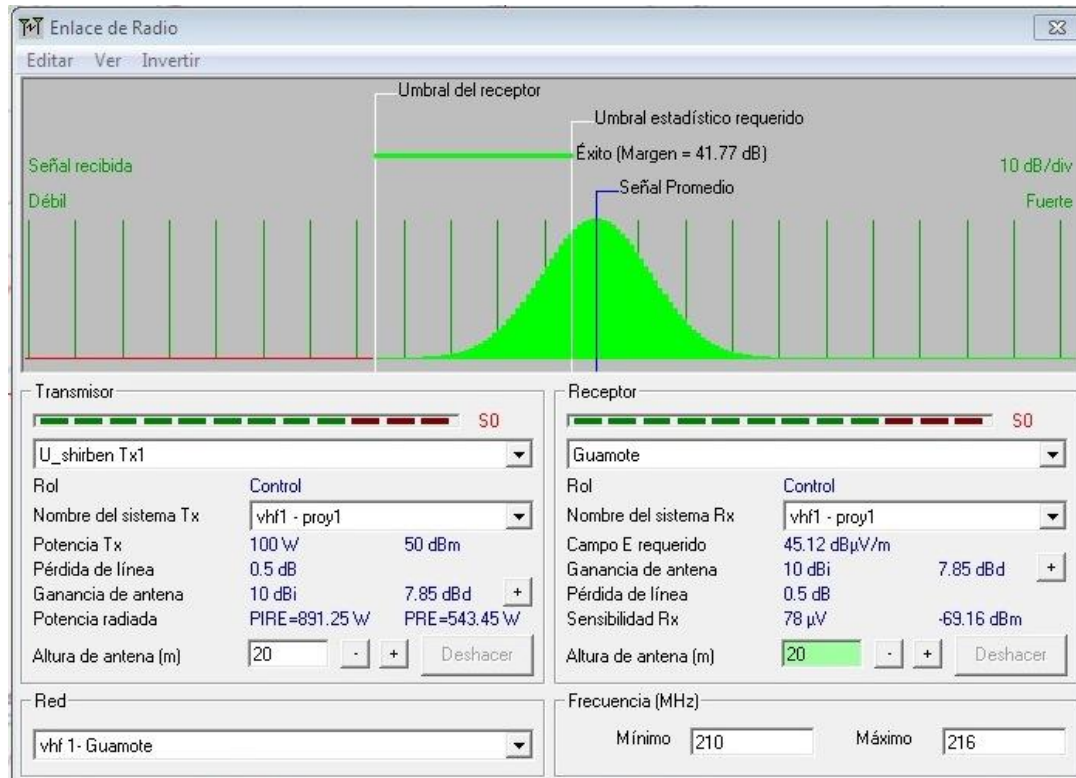 Enlace de Radio
Editar Ver Invertir
Umbral del receptor
Umbral estadístico requerido
Éxito (Margen = 41.77 dB)
Señal recibida 10 dB/div
Señal Promedio
Débil Fuerte
Transmisor
S0
U_shirben Tx1
Rol Control
Nombre del sistema Tx vhf1 - proy1
Potencia Tx 100 W 50 dBm
Pérdida de línea 0.5 dB
Ganancia de antena 10 dBi 7.85 dBd +
Potencia radiada PIRE=891.25 W PRE=543.45 W
Altura de antena (m) 20 - + Deshacer
Red
vhf 1- Guamote
Receptor
S0
Guamote
Rol Control
Nombre del sistema Rx vhf1 - proy1
Campo E requerido 45.12 dBµV/m
Ganancia de antena 10 dBi 7.85 dBd +
Pérdida de línea 0.5 dB
Sensibilidad Rx 78 µV -69.16 dBm
Altura de antena (m) 20 - + Deshacer
Frecuencia (MHz)
Mínimo 210 Máximo 216